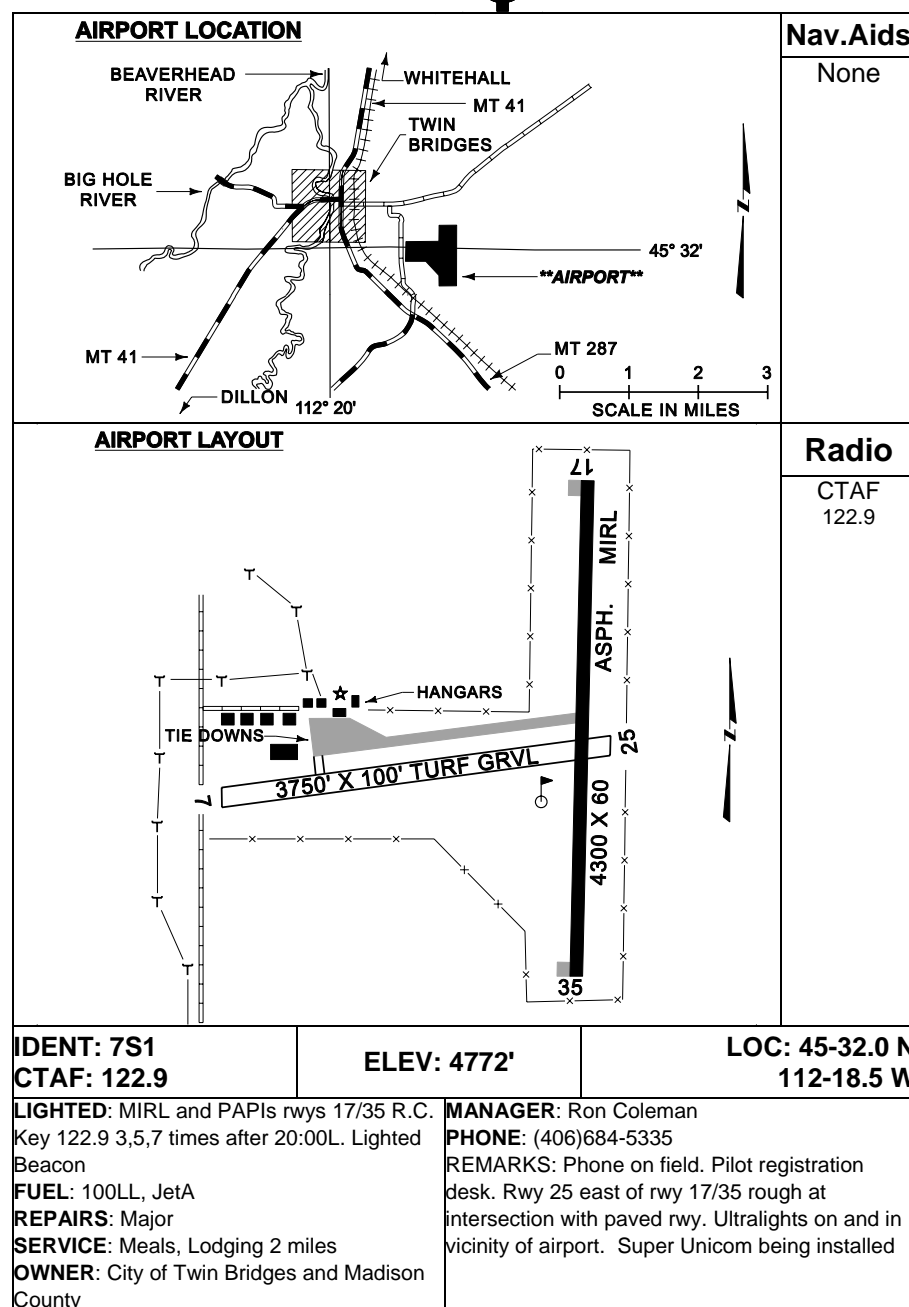 AIRPORT LOCATION
Nav.Aids
None
BEAVERHEAD
RIVER
WHITEHALL
MT 41
TWIN
BRIDGES
BIG HOLE
RIVER
N
45° 32'
**AIRPORT**
MT 41
MT 287
DILLON
112° 20'
0 1 2 3
SCALE IN MILES
AIRPORT LAYOUT
Radio
CTAF
122.9
17
ASPH. MIRL
HANGARS
TIE DOWNS
N
25
3750' X 100' TURF GRVL
7
4300 X 60
35
IDENT: 7S1
CTAF: 122.9
ELEV: 4772'
LOC: 45-32.0 N
112-18.5 W
LIGHTED: MIRL and PAPIs rwys 17/35 R.C.
Key 122.9 3,5,7 times after 20:00L. Lighted
Beacon
FUEL: 100LL, JetA
REPAIRS: Major
SERVICE: Meals, Lodging 2 miles
OWNER: City of Twin Bridges and Madison
County
MANAGER: Ron Coleman
PHONE: (406)684-5335
REMARKS: Phone on field. Pilot registration
desk. Rwy 25 east of rwy 17/35 rough at
intersection with paved rwy. Ultralights on and in
vicinity of airport. Super Unicom being installed